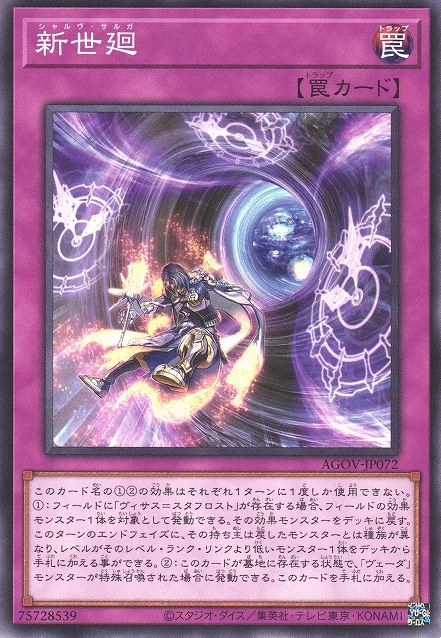 シャルヴ・サルガ
新世廻
トラップ
罠
トラップ
【罠カード】
AGOV-JP072
このカード名の①②の効果はそれぞれ1ターンに1度しか使用できない。
①:フィールドに「ヴィサス=スタフロスト」が存在する場合、フィールドの効果
モンスター1体を対象として発動できる。その効果モンスターをデッキに戻す。
このターンのエンドフェイズに、その持ち主は戻したモンスターとは種族が異
なり、レベルがそのレベル・ランク・リンクより低いモンスター1体をデッキから
手札に加える事ができる。②:このカードが墓地に存在する状態で、「ヴェーダ」
モンスターが特殊召喚された場合に発動できる。このカードを手札に加える。
75728539
©スタジオ・ダイス/集英社・テレビ東京・KONAMI